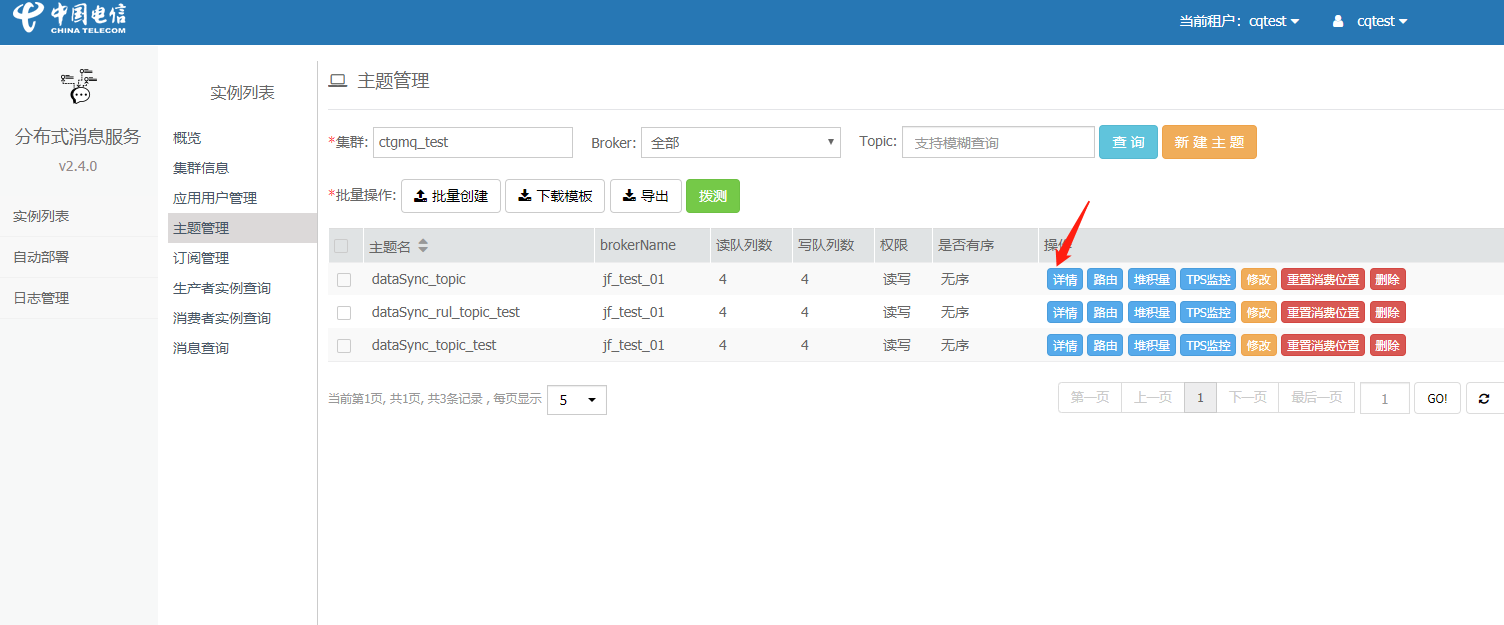 中国电信
CHINA TELECOM
当前租户：cqtest
cqtest
分布式消息服务
v2.4.0
实例列表
自动部署
日志管理
实例列表
概览
集群信息
应用用户管理
主题管理
订阅管理
生产者实例查询
消费者实例查询
消息查询
主题管理
*集群: ctgmq_test Broker: 全部 Topic: 支持模糊查询 查询 新建主题
*批量操作: 批量创建 下载模板 导出 拨测
主题名 brokerName 读队列数 写队列数 权限 是否有序 操作
dataSync_topic jf_test_01 4 4 读写 无序 详情 路由 堆积量 TPS监控 修改 重置消费位置 删除
dataSync_rul_topic_test jf_test_01 4 4 读写 无序 详情 路由 堆积量 TPS监控 修改 重置消费位置 删除
dataSync_topic_test jf_test_01 4 4 读写 无序 详情 路由 堆积量 TPS监控 修改 重置消费位置 删除
当前第1页, 共1页, 共3条记录 , 每页显示 5 第一页 上一页 1 下一页 最后一页 1 GO!